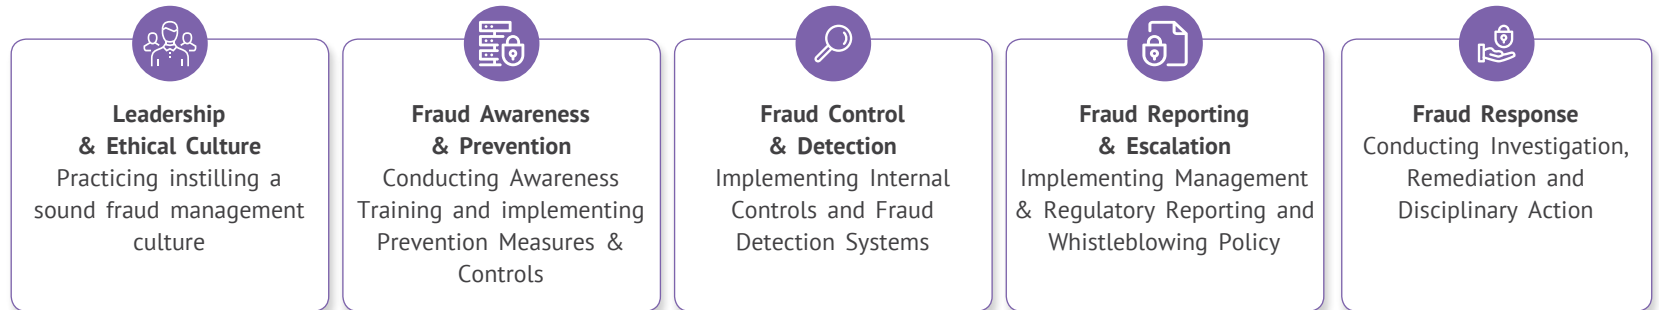 Leadership
& Ethical Culture
Practicing instilling a
sound fraud management
culture
Fraud Awareness
& Prevention
Conducting Awareness
Training and implementing
Prevention Measures &
Controls
Fraud Control
& Detection
Implementing Internal
Controls and Fraud
Detection Systems
Fraud Reporting
& Escalation
Implementing Management
& Regulatory Reporting and
Whistleblowing Policy
Fraud Response
Conducting Investigation,
Remediation and
Disciplinary Action